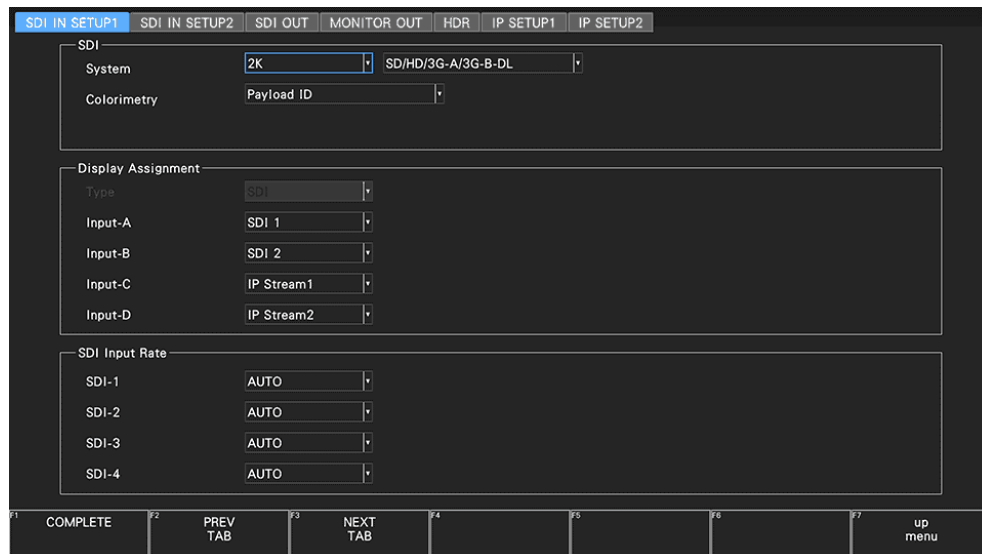 SDI IN SETUP1 SDI IN SETUP2 SDI OUT MONITOR OUT HDR IP SETUP1 IP SETUP2
SDI
System 2K SD/HD/3G-A/3G-B-DL
Colorimetry Payload ID
Display Assignment
Type SDI
Input-A SDI 1
Input-B SDI 2
Input-C IP Stream1
Input-D IP Stream2
SDI Input Rate
SDI-1 AUTO
SDI-2 AUTO
SDI-3 AUTO
SDI-4 AUTO
F1 COMPLETE F2 PREV TAB F3 NEXT TAB F4 F5 F6 F7 up menu